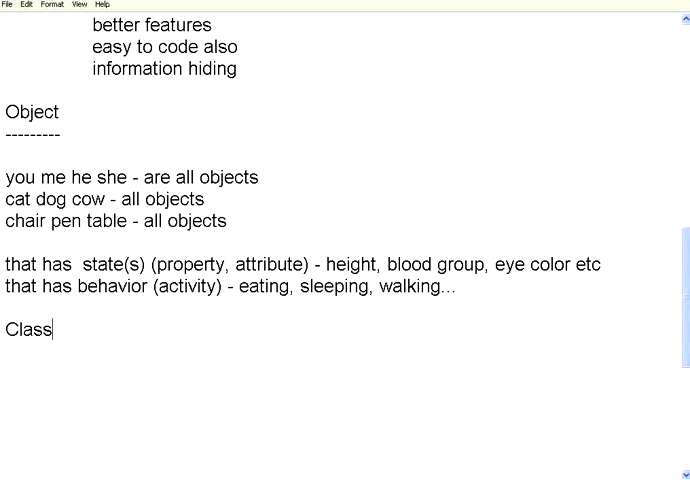 File Edit Format View Help
better features
easy to code also
information hiding
Object
---------
you me he she - are all objects
cat dog cow - all objects
chair pen table - all objects
that has  state(s) (property, attribute) - height, blood group, eye color etc
that has behavior (activity) - eating, sleeping, walking...
Class